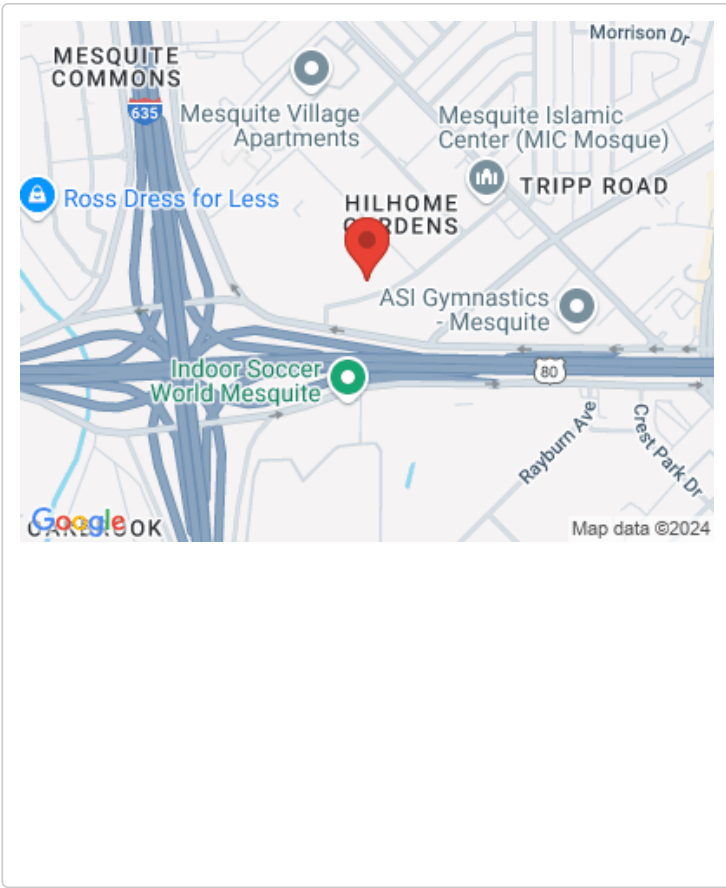 MESQUITE
COMMONS
Morrison Dr
635
Mesquite Village
Apartments
Mesquite Islamic
Center (MIC Mosque)
Ross Dress for Less
TRIPP ROAD
HILHOME
GARDENS
ASI Gymnastics
- Mesquite
Indoor Soccer
World Mesquite
80
Rayburn Ave
Crest Park Dr
Google
Map data ©2024